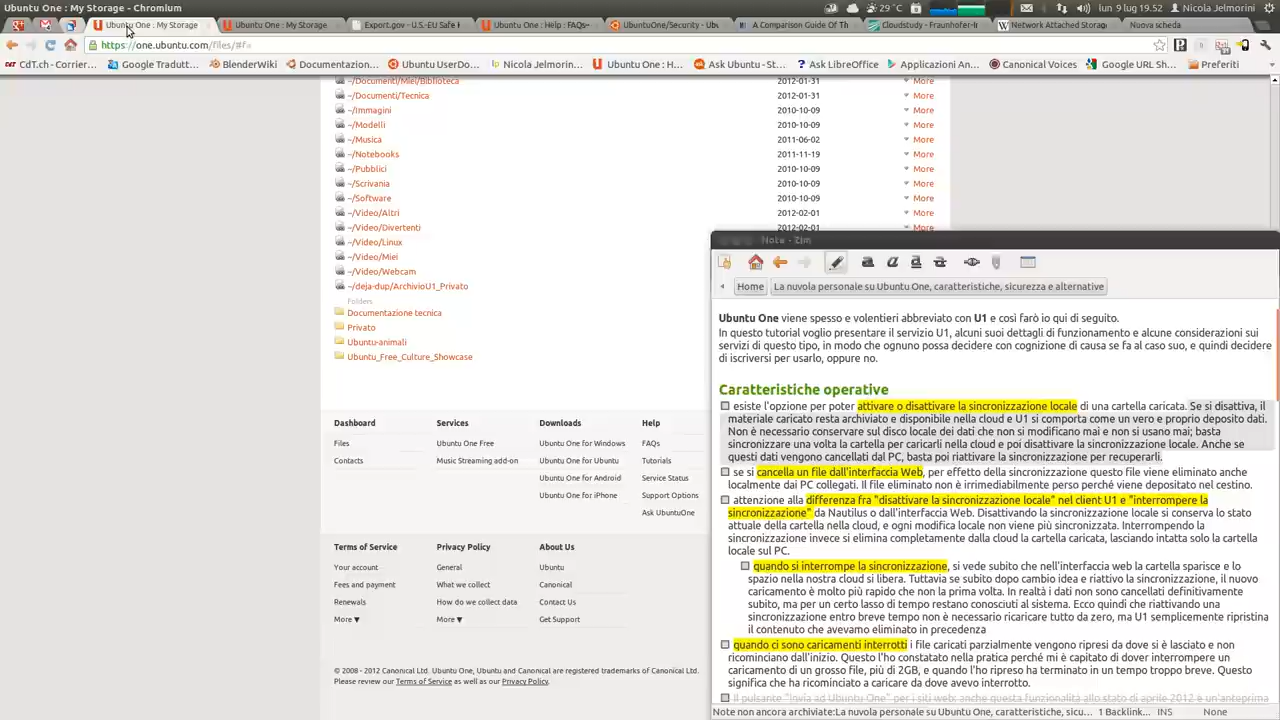 Ubuntu One : My Storage - Chromium
29 °C
lun 9 lug 19.52
Nicola Jelmorini
Ubuntu One : My Storage
Ubuntu One : My Storage
Export.gov - U.S.-EU Safe
Ubuntu One : Help : FAQs
UbuntuOne/Security - Ubu
A Comparison Guide Of Th
Cloudstudy - Fraunhofer-In
Network Attached Storag
Nuova scheda
https://one.ubuntu.com/files/#f=
CdT.ch - Corrier...
Google Tradutt...
BlenderWiki
Documentazion...
Ubuntu UserDo...
Nicola Jelmorin...
Ubuntu One : H...
Ask Ubuntu - St...
Ask LibreOffice
Applicazioni An...
Canonical Voices
Google URL Sh...
Preferiti
~/Documenti/Miei/Biblioteca 2012-01-31 More
~/Documenti/Tecnica 2012-01-31 More
~/Immagini 2010-10-09 More
~/Modelli 2010-10-09 More
~/Musica 2011-06-02 More
~/Notebooks 2011-11-19 More
~/Pubblici 2010-10-09 More
~/Scrivania 2010-10-09 More
~/Software 2010-10-09 More
~/Video/Altri 2012-02-01 More
~/Video/Divertenti 2012-02-01 More
~/Video/Linux
~/Video/Miei
~/Video/Webcam
~/deja-dup/ArchivioU1_Privato
Folders
Documentazione tecnica
Privato
Ubuntu-animali
Ubuntu_Free_Culture_Showcase
Dashboard Services Downloads Help
Files Ubuntu One Free Ubuntu One for Windows FAQs
Contacts Music Streaming add-on Ubuntu One for Ubuntu Tutorials
Ubuntu One for Android Service Status
Ubuntu One for iPhone Support Options
Ask UbuntuOne
Terms of Service Privacy Policy About Us
Your account General Ubuntu
Fees and payment What we collect Canonical
Renewals How do we collect data Contact Us
More ▼ More ▼ Get Support
© 2008 - 2012 Canonical Ltd. Ubuntu One, Ubuntu and Canonical are registered trademarks of Canonical Ltd.
Please review our Terms of Service as well as our Privacy Policy.
Note - Zim
Home
La nuvola personale su Ubuntu One, caratteristiche, sicurezza e alternative
Ubuntu One viene spesso e volentieri abbreviato con U1 e così farò io qui di seguito.
In questo tutorial voglio presentare il servizio U1, alcuni suoi dettagli di funzionamento e alcune considerazioni sui
servizi di questo tipo, in modo che ognuno possa decidere con cognizione di causa se fa al caso suo, e quindi decidere
di iscriversi per usarlo, oppure no.
Caratteristiche operative
esiste l'opzione per poter attivare o disattivare la sincronizzazione locale di una cartella caricata. Se si disattiva, il
materiale caricato resta archiviato e disponibile nella cloud e U1 si comporta come un vero e proprio deposito dati.
Non è necessario conservare sul disco locale dei dati che non si modificano mai e non si usano mai; basta
sincronizzare una volta la cartella per caricarli nella cloud e poi disattivare la sincronizzazione locale. Anche se
questi dati vengono cancellati dal PC, basta poi riattivare la sincronizzazione per recuperarli.
se si cancella un file dall'interfaccia Web, per effetto della sincronizzazione questo file viene eliminato anche
localmente dai PC collegati. Il file eliminato non è irrimediabilmente perso perché viene depositato nel cestino.
attenzione alla differenza fra "disattivare la sincronizzazione locale" nel client U1 e "interrompere la
sincronizzazione" da Nautilus o dall'interfaccia Web. Disattivando la sincronizzazione locale si conserva lo stato
attuale della cartella nella cloud, e ogni modifica locale non viene più sincronizzata. Interrompendo la
sincronizzazione invece si elimina completamente dalla cloud la cartella caricata, lasciando intatta solo la cartella
locale sul PC.
quando si interrompe la sincronizzazione, si vede subito che nell'interfaccia web la cartella sparisce e lo
spazio nella nostra cloud si libera. Tuttavia se subito dopo cambio idea e riattivo la sincronizzazione, il nuovo
caricamento è molto più rapido che non la prima volta. In realtà i dati non sono cancellati definitivamente
subito, ma per un certo lasso di tempo restano conosciuti al sistema. Ecco quindi che riattivando una
sincronizzazione entro breve tempo non è necessario ricaricare tutto da zero, ma U1 semplicemente ripristina
il contenuto che avevamo eliminato in precedenza
quando ci sono caricamenti interrotti i file caricati parzialmente vengono ripresi da dove si è lasciato e non
ricominciano dall'inizio. Questo l'ho constatato nella pratica perché mi è capitato di dover interrompere un
caricamento di un grosso file, più di 2GB, e quando l'ho ripreso ha terminato in un tempo troppo breve. Questo
significa che ha ricominciato a caricare da dove avevo interrotto.
Il pulsante "Invia ad Ubuntu One" per i siti web: anche questa funzionalità allo stato di aprile 2012 è un'anteprima
Note non ancora archiviate:La nuvola personale su Ubuntu One, caratteristiche, sicu... 1 Backlink... INS None